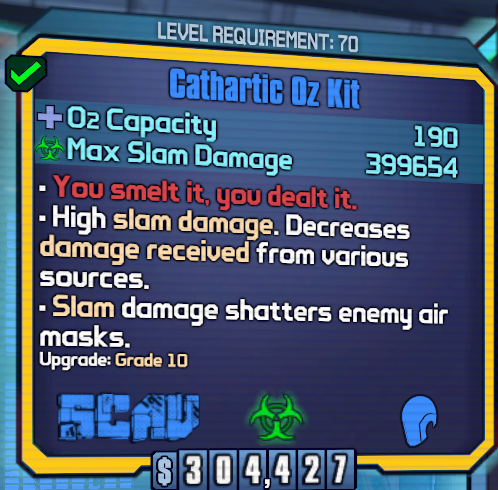 LEVEL REQUIREMENT: 70
Cathartic Oz Kit
O2 Capacity 190
Max Slam Damage 399654
• You smelt it, you dealt it.
• High slam damage. Decreases
damage received from various
sources.
• Slam damage shatters enemy air
masks.
Upgrade: Grade 10
SCAV
$304,427